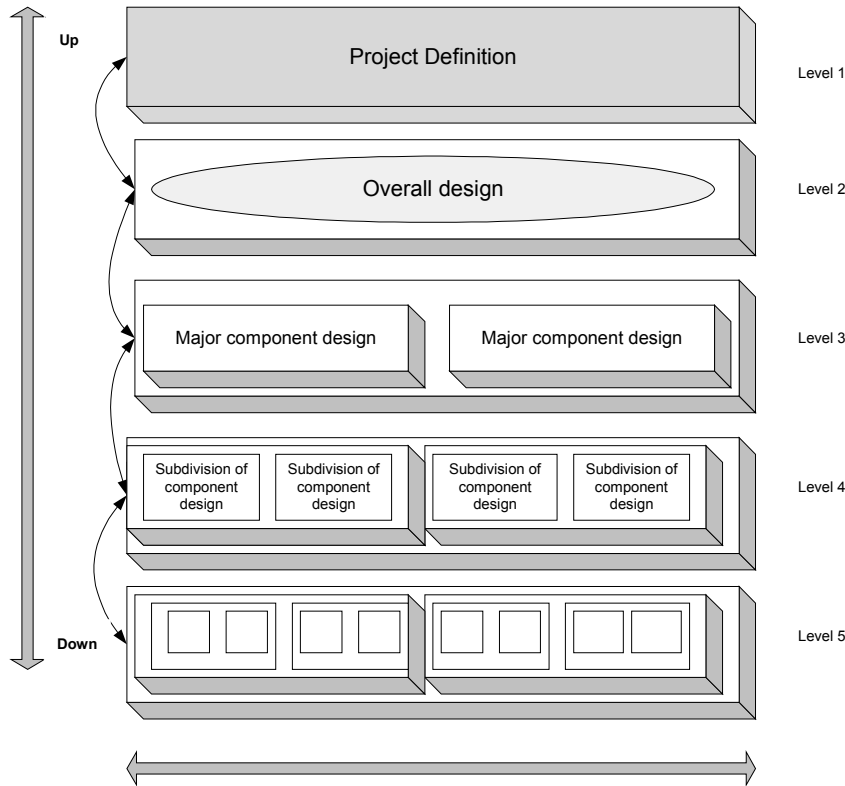 Up
Project Definition
Level 1
Overall design
Level 2
Major component design
Major component design
Level 3
Subdivision of
component
design
Subdivision of
component
design
Subdivision of
component
design
Subdivision of
component
design
Level 4
Down
Level 5